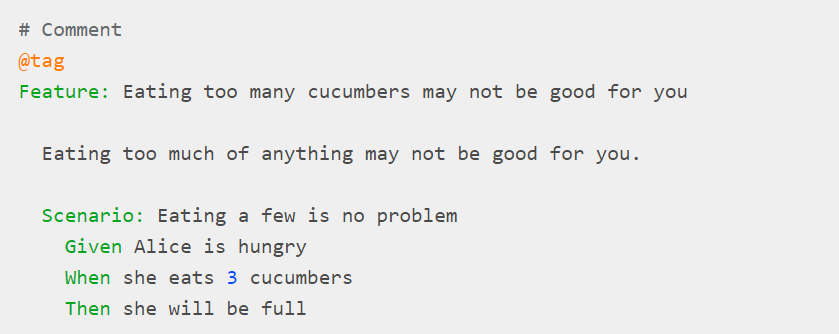 # Comment
@tag
Feature: Eating too many cucumbers may not be good for you
Eating too much of anything may not be good for you.
Scenario: Eating a few is no problem
Given Alice is hungry
When she eats 3 cucumbers
Then she will be full